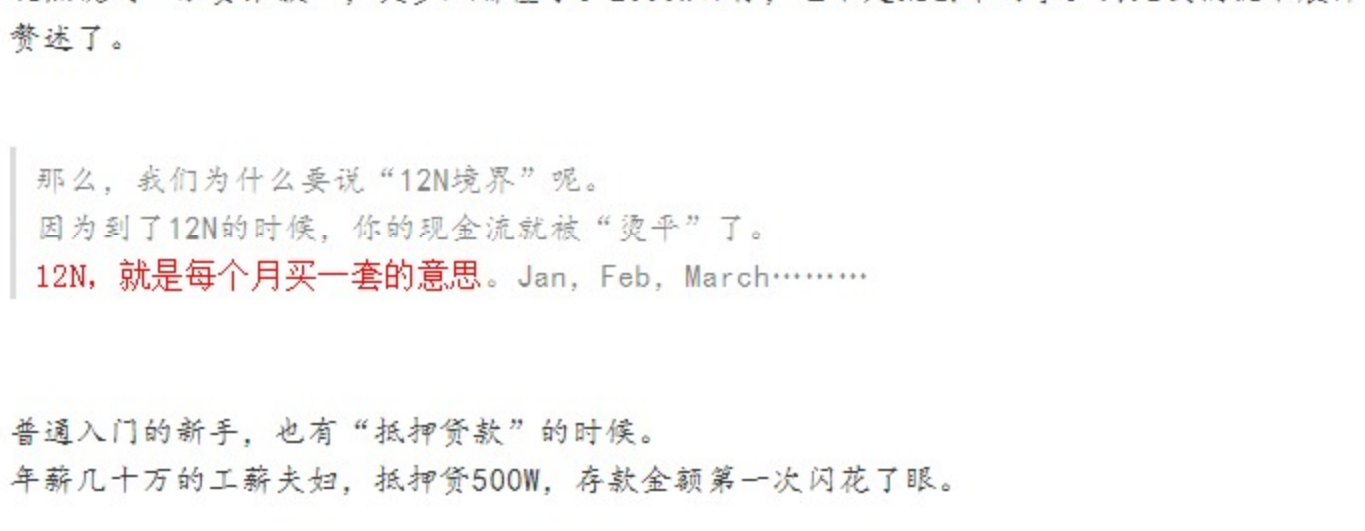 赘述了。
那么，我们为什么要说“12N境界”呢。
因为到了12N的时候，你的现金流就被“烫平”了。
12N，就是每个月买一套的意思。Jan，Feb，March………
普通入门的新手，也有“抵押贷款”的时候。
年薪几十万的工薪夫妇，抵押贷500W，存款金额第一次闪花了眼。